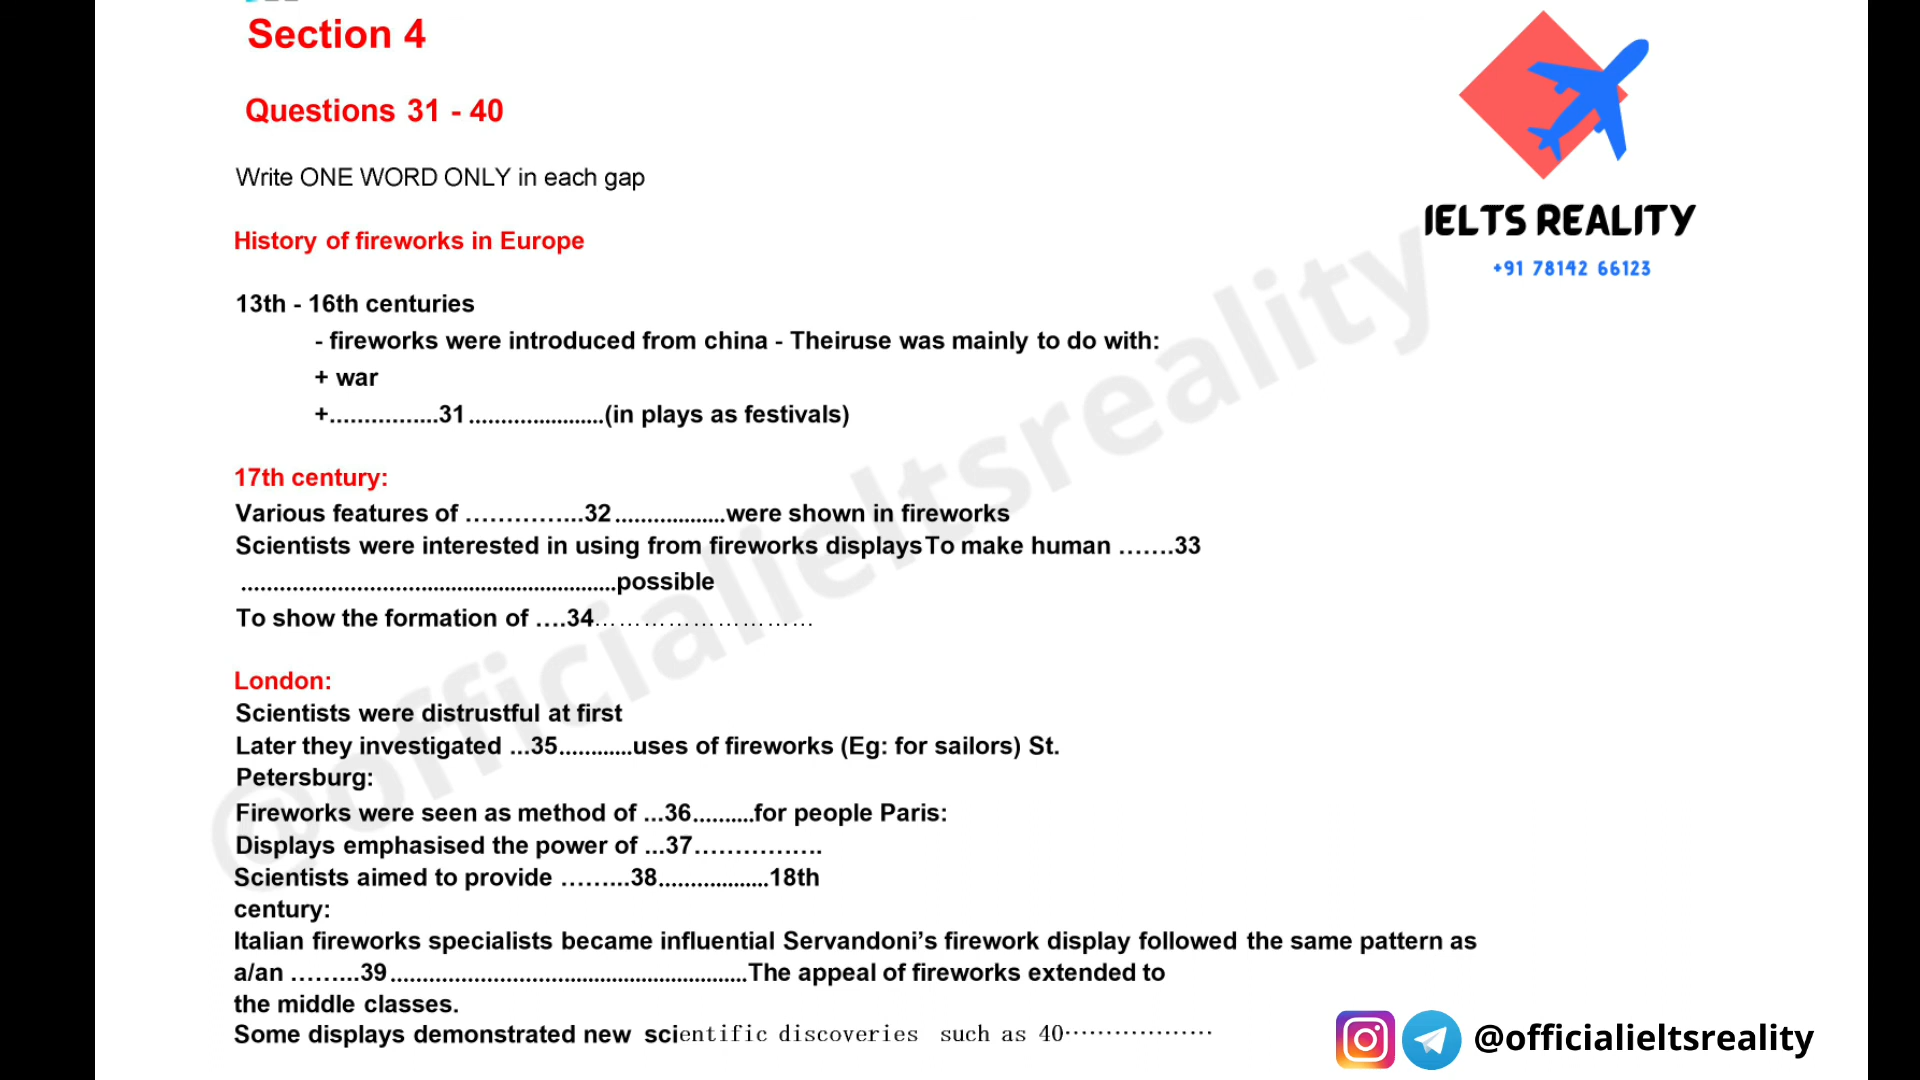 Section 4
Questions 31 - 40
Write ONE WORD ONLY in each gap
History of fireworks in Europe
13th - 16th centuries
- fireworks were introduced from china - Theiruse was mainly to do with:
+ war
+................31.....................(in plays as festivals)
17th century:
Various features of ……………..32.................were shown in fireworks
Scientists were interested in using from fireworks displaysTo make human …….33
..........................................................possible
To show the formation of ….34………………………
London:
Scientists were distrustful at first
Later they investigated ...35............uses of fireworks (Eg: for sailors) St.
Petersburg:
Fireworks were seen as method of ...36..........for people Paris:
Displays emphasised the power of ...37…………….
Scientists aimed to provide ……...38..................18th
century:
Italian fireworks specialists became influential Servandoni’s firework display followed the same pattern as
a/an ……...39........................................................The appeal of fireworks extended to
the middle classes.
Some displays demonstrated new scientific discoveries such as 40………………
IELTS REALITY
+91 78142 66123
@officialieltsreality
@officialieltsreality